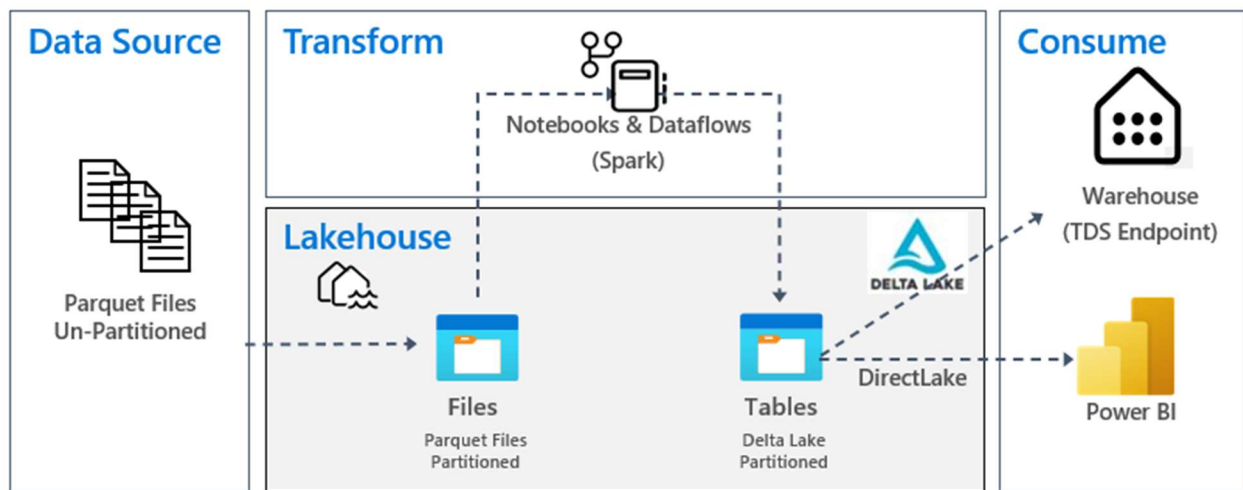 Data Source
Parquet Files
Un-Partitioned
Transform
Notebooks & Dataflows
(Spark)
Lakehouse
DELTA LAKE
Files
Parquet Files
Partitioned
Tables
Delta Lake
Partitioned
DirectLake
Consume
Warehouse
(TDS Endpoint)
Power BI